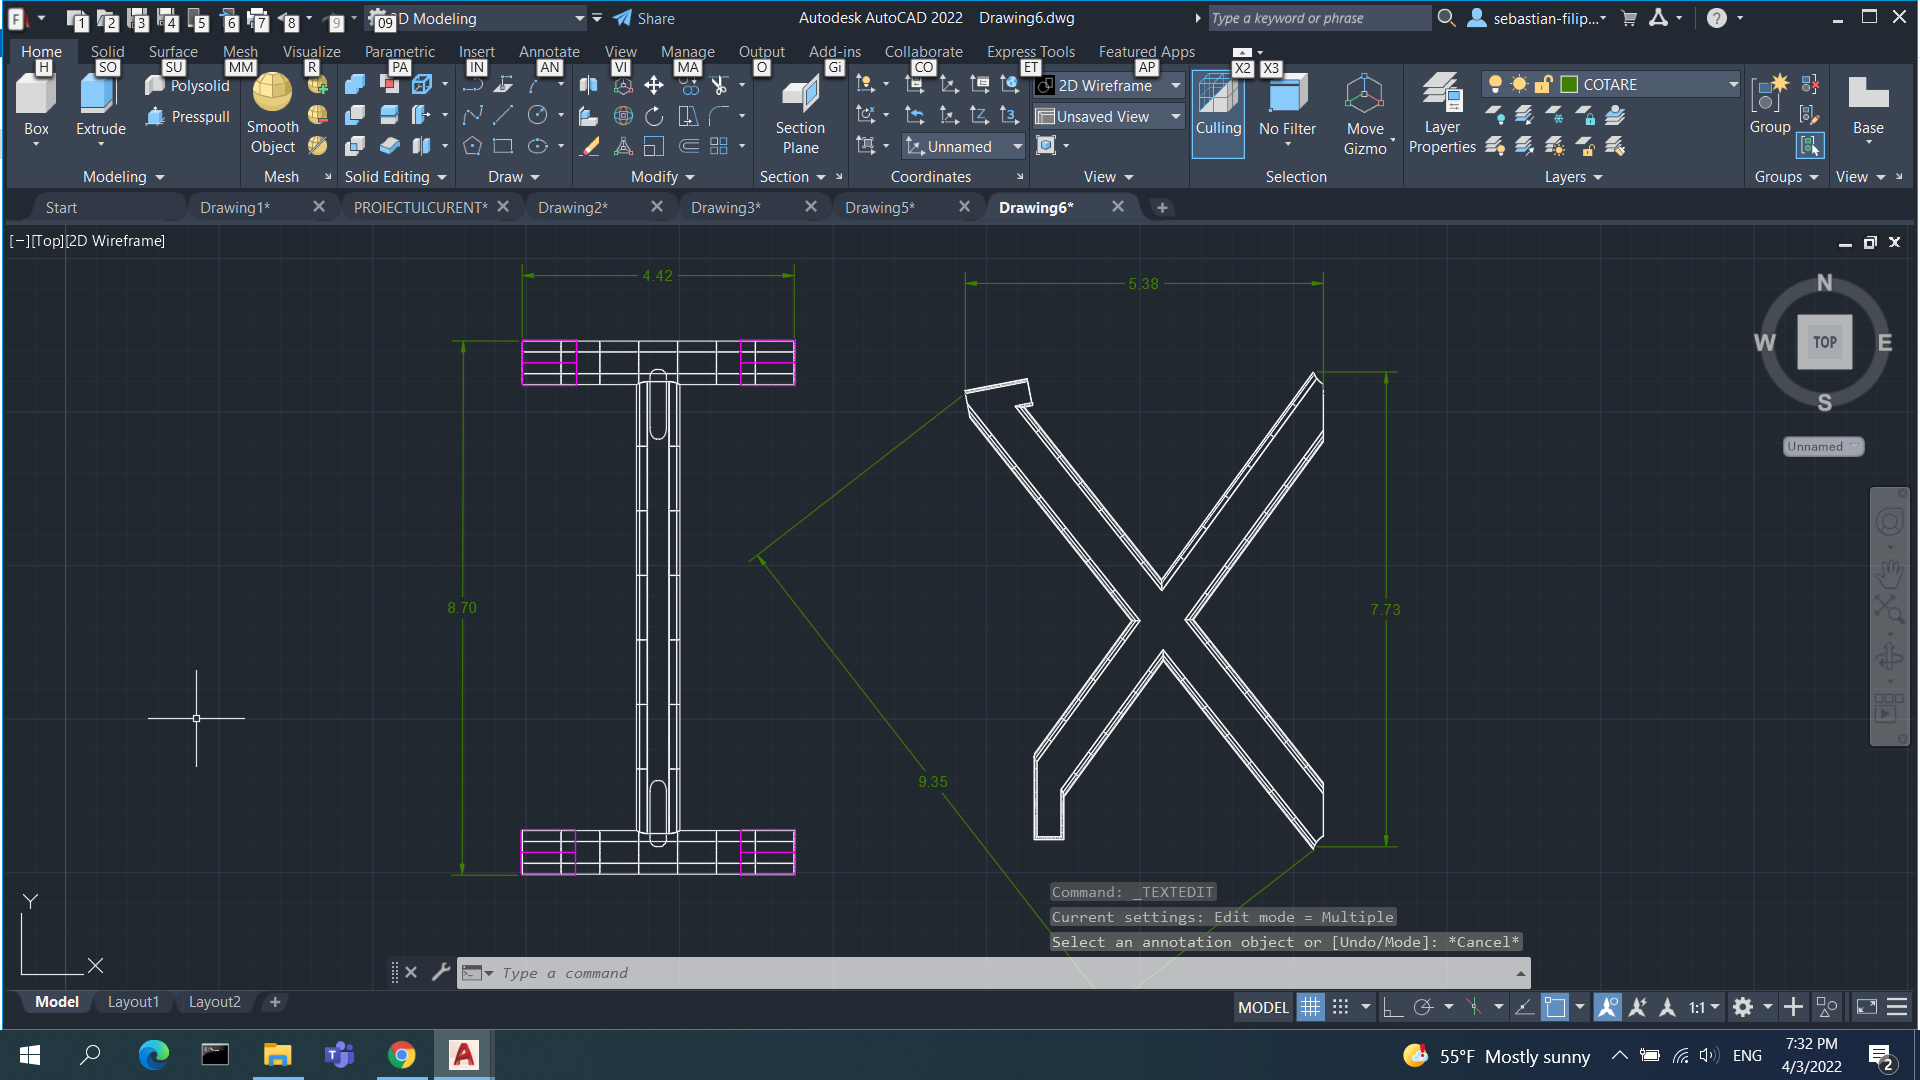 F 1 2 3 4 5 6 7 8 9 09 3D Modeling Share Autodesk AutoCAD 2022 Drawing6.dwg Type a keyword or phrase sebastian-filip... ?
Home Solid Surface Mesh Visualize Parametric Insert Annotate View Manage Output Add-ins Collaborate Express Tools Featured Apps
H SO SU MM R PA IN AN VI MA O GI CO ET AP X2 X3
Box
Extrude
Polysolid
Presspull
Smooth
Object
Section
Plane
Unnamed
2D Wireframe
Unsaved View
Culling
No Filter
Move
Gizmo
Layer
Properties
COTARE
Group
Base
Modeling Mesh Solid Editing Draw Modify Section Coordinates View Selection Layers Groups View
Start Drawing1* PROIECTULCURENT* Drawing2* Drawing3* Drawing5* Drawing6*
[−][Top][2D Wireframe]
4.42
5.38
8.70
7.73
9.35
N
W TOP E
S
Unnamed
Y
X
Command: _TEXTEDIT
Current settings: Edit mode = Multiple
Select an annotation object or [Undo/Mode]: *Cancel*
Type a command
Model Layout1 Layout2
MODEL 1:1
55°F Mostly sunny ENG
7:32 PM
4/3/2022
2